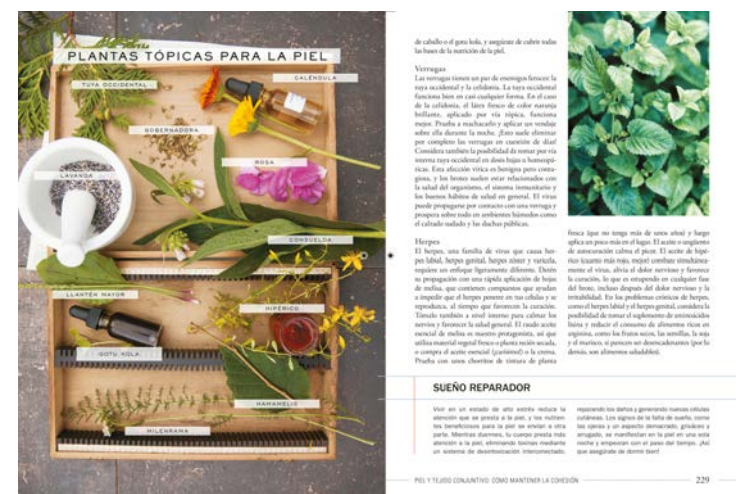 PLANTAS TÓPICAS PARA LA PIEL
CALÉNDULA
TUYA OCCIDENTAL
GOBERNADORA
ROSA
LAVANDA
CONSUELDA
LLANTÉN MAYOR
HIPÉRICO
GOTU KOLA
HAMAMELIS
MILENRAMA
de caballo o el gotu kola, y asegúrate de cubrir todas
las bases de la nutrición de la piel.
Verrugas
Las verrugas tienen un par de enemigos feroces: la
tuya occidental y la celidonia. La tuya occidental
funciona bien en casi cualquier forma. En el caso
de la celidonia, el látex fresco de color naranja
brillante, aplicado por vía tópica, funciona
mejor. Prueba a machacarlo y aplicar un vendaje
sobre ella durante la noche. ¡Esto suele eliminar
por completo las verrugas en cuestión de días!
Considera también la posibilidad de tomar por vía
interna tuya occidental en dosis bajas u homeopáti-
cas. Esta afección vírica es benigna pero conta-
giosa, y los brotes suelen estar relacionados con
la salud del organismo, el sistema inmunitario y
los buenos hábitos de salud en general. El virus
puede propagarse por contacto con una verruga y
prospera sobre todo en ambientes húmedos como
el calzado sudado y las duchas públicas.
Herpes
El herpes, una familia de virus que causa her-
pes labial, herpes genital, herpes zóster y varicela,
requiere un enfoque ligeramente diferente. Detén
su propagación con una rápida aplicación de hojas
de melisa, que contienen compuestos que ayudan
a impedir que el herpes penetre en tus células y se
reproduzca, al tiempo que favorecen la curación.
Tómalo también a nivel interno para calmar los
nervios y favorecer la salud general. El
aceite
esencial de melisa es nuestro protagonista, así que
utiliza material vegetal fresco o planta recién secada,
o compra el aceite esencial (¡carísimo!) o la crema.
Prueba con unos chorritos de tintura de planta
fresca (que no tenga más de unos años) y luego
aplica un poco más en el lugar. El aceite o ungüento
de
calma el picor. El aceite de hipé-
rico (cuanto más rojo, mejor) combate simultánea-
mente el virus, alivia el dolor nervioso y favorece
la curación, lo que es estupendo en cualquier fase
del brote, incluso después del dolor nervioso y la
irritabilidad. En los problemas crónicos de herpes,
como el herpes labial y el herpes genital, considera la
posibilidad de tomar el suplemento de aminoácidos
lisina y reducir el consumo de alimentos ricos en
arginina, como los frutos secos, las semillas, la soja
y el marisco, si parecen ser desencadenantes (por lo
demás, son alimentos saludables).
SUEÑO REPARADOR
Vivir en un estado de alto estrés reduce la
atención que se presta a la piel, y los nutrien-
tes beneficiosos para la piel se envían a otra
parte. Mientras duermes, tu cuerpo presta más
atención a la piel, eliminando toxinas mediante
un sistema de desintoxicación interconectado,
reparando los daños y generando nuevas células
cutáneas. Los signos de la falta de sueño, como
las ojeras y un aspecto demacrado, grisáceo y
arrugado, se manifiestan en la piel en una sola
noche y empeoran con el paso del tiempo. ¡Así
que asegúrate de dormir bien!
PIEL Y TEJIDO CONJUNTIVO: CÓMO MANTENER LA COHESIÓN
229